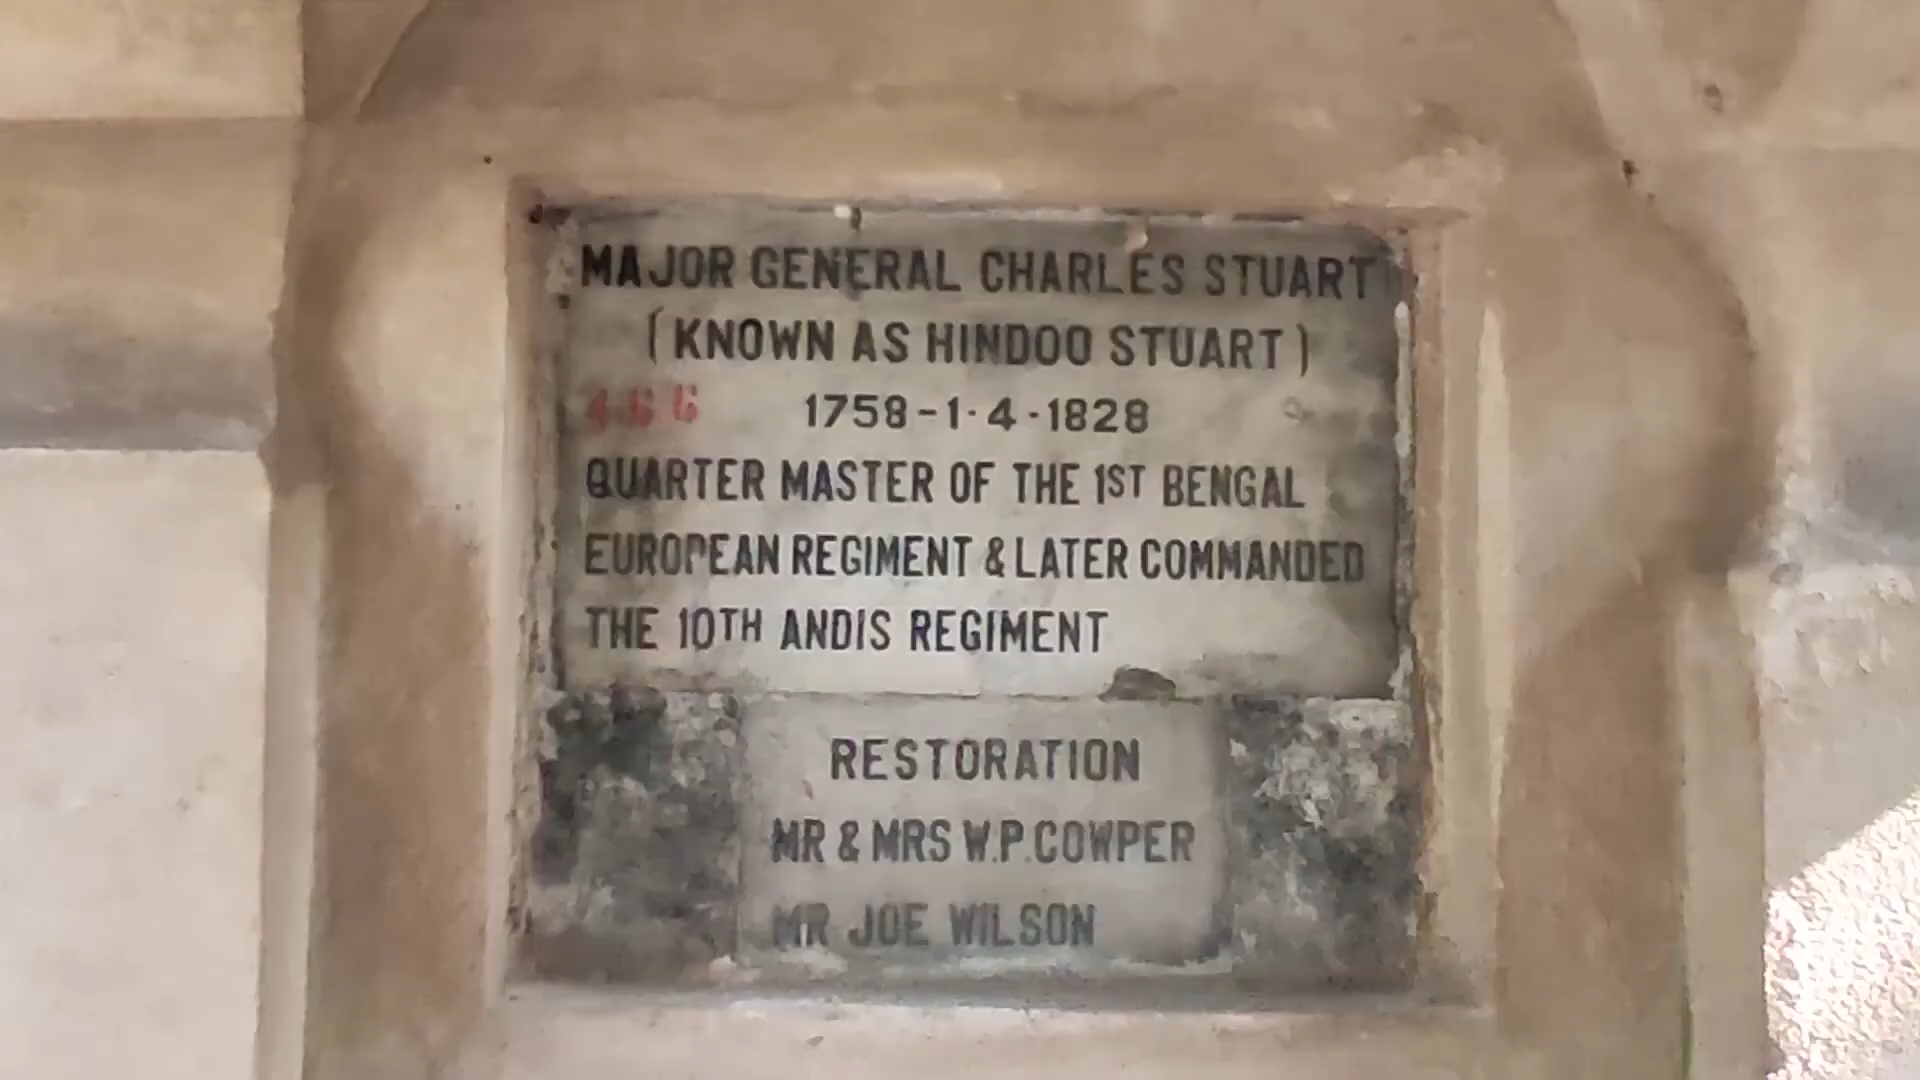 MAJOR GENERAL CHARLES STUART
(KNOWN AS HINDOO STUART)
466 1758-1·4·1828
QUARTER MASTER OF THE 1ST BENGAL
EUROPEAN REGIMENT & LATER COMMANDED
THE 10TH ANDIS REGIMENT
RESTORATION
MR & MRS W.P.COWPER
MR JOE WILSON